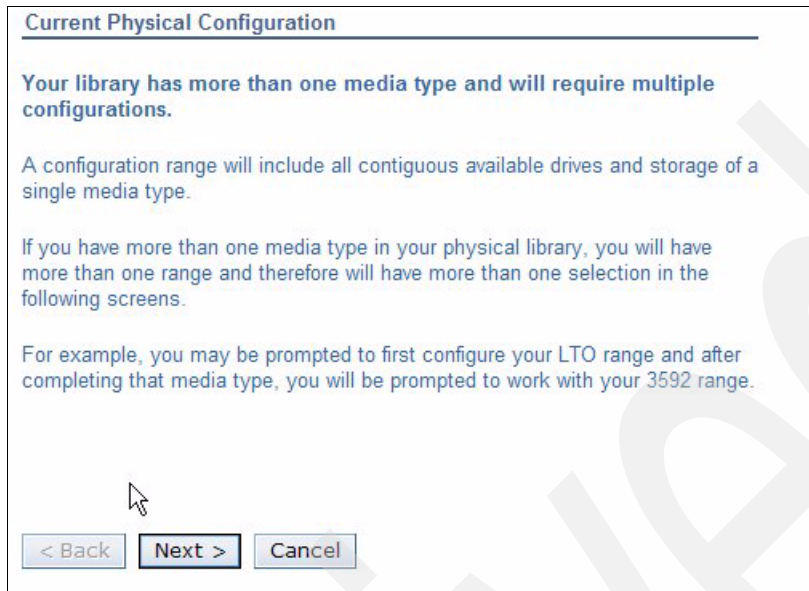 Current Physical Configuration
Your library has more than one media type and will require multiple
configurations.
A configuration range will include all contiguous available drives and storage of a
single media type.
If you have more than one media type in your physical library, you will have
more than one range and therefore will have more than one selection in the
following screens.
For example, you may be prompted to first configure your LTO range and after
completing that media type, you will be prompted to work with your 3592 range.
< Back Next > Cancel